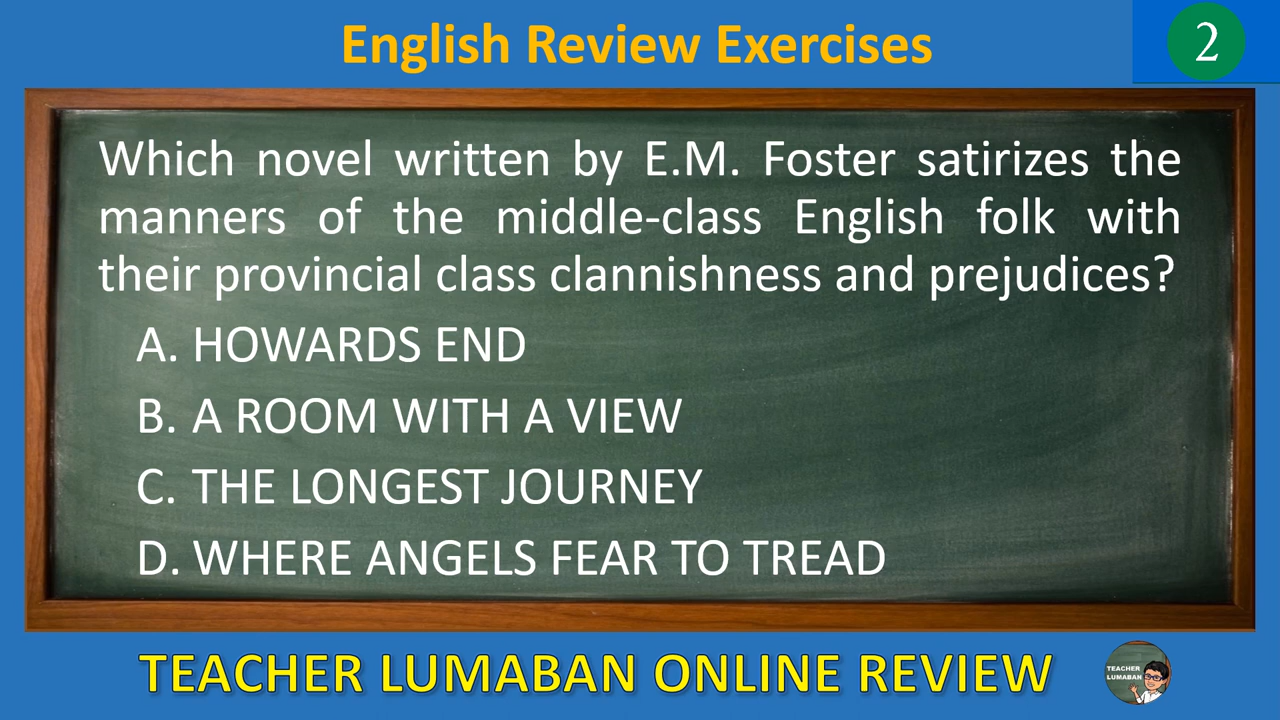 English Review Exercises
2
Which novel written by E.M. Foster satirizes the
manners of the middle-class English folk with
their provincial class clannishness and prejudices?
A. HOWARDS END
B. A ROOM WITH A VIEW
C. THE LONGEST JOURNEY
D. WHERE ANGELS FEAR TO TREAD
TEACHER LUMABAN ONLINE REVIEW
TEACHER
LUMABAN